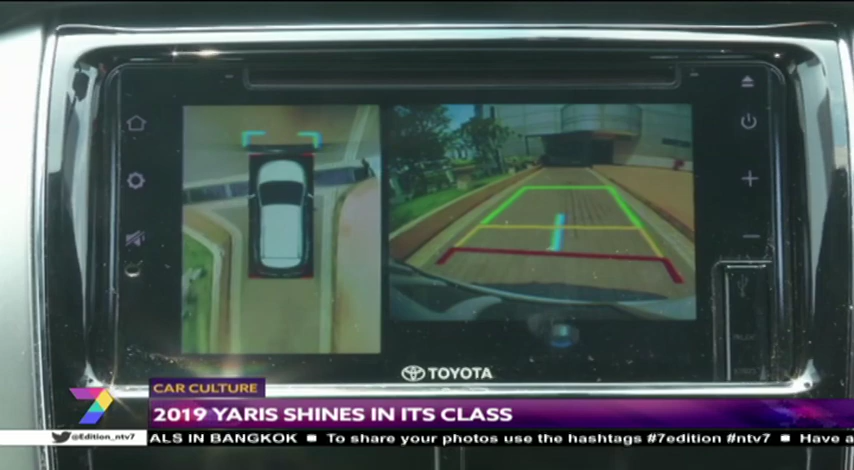 TOYOTA
CAR CULTURE
2019 YARIS SHINES IN ITS CLASS
@Edition_ntv7 ALS IN BANGKOK ■ To share your photos use the hashtags #7edition #ntv7 ■ Have a